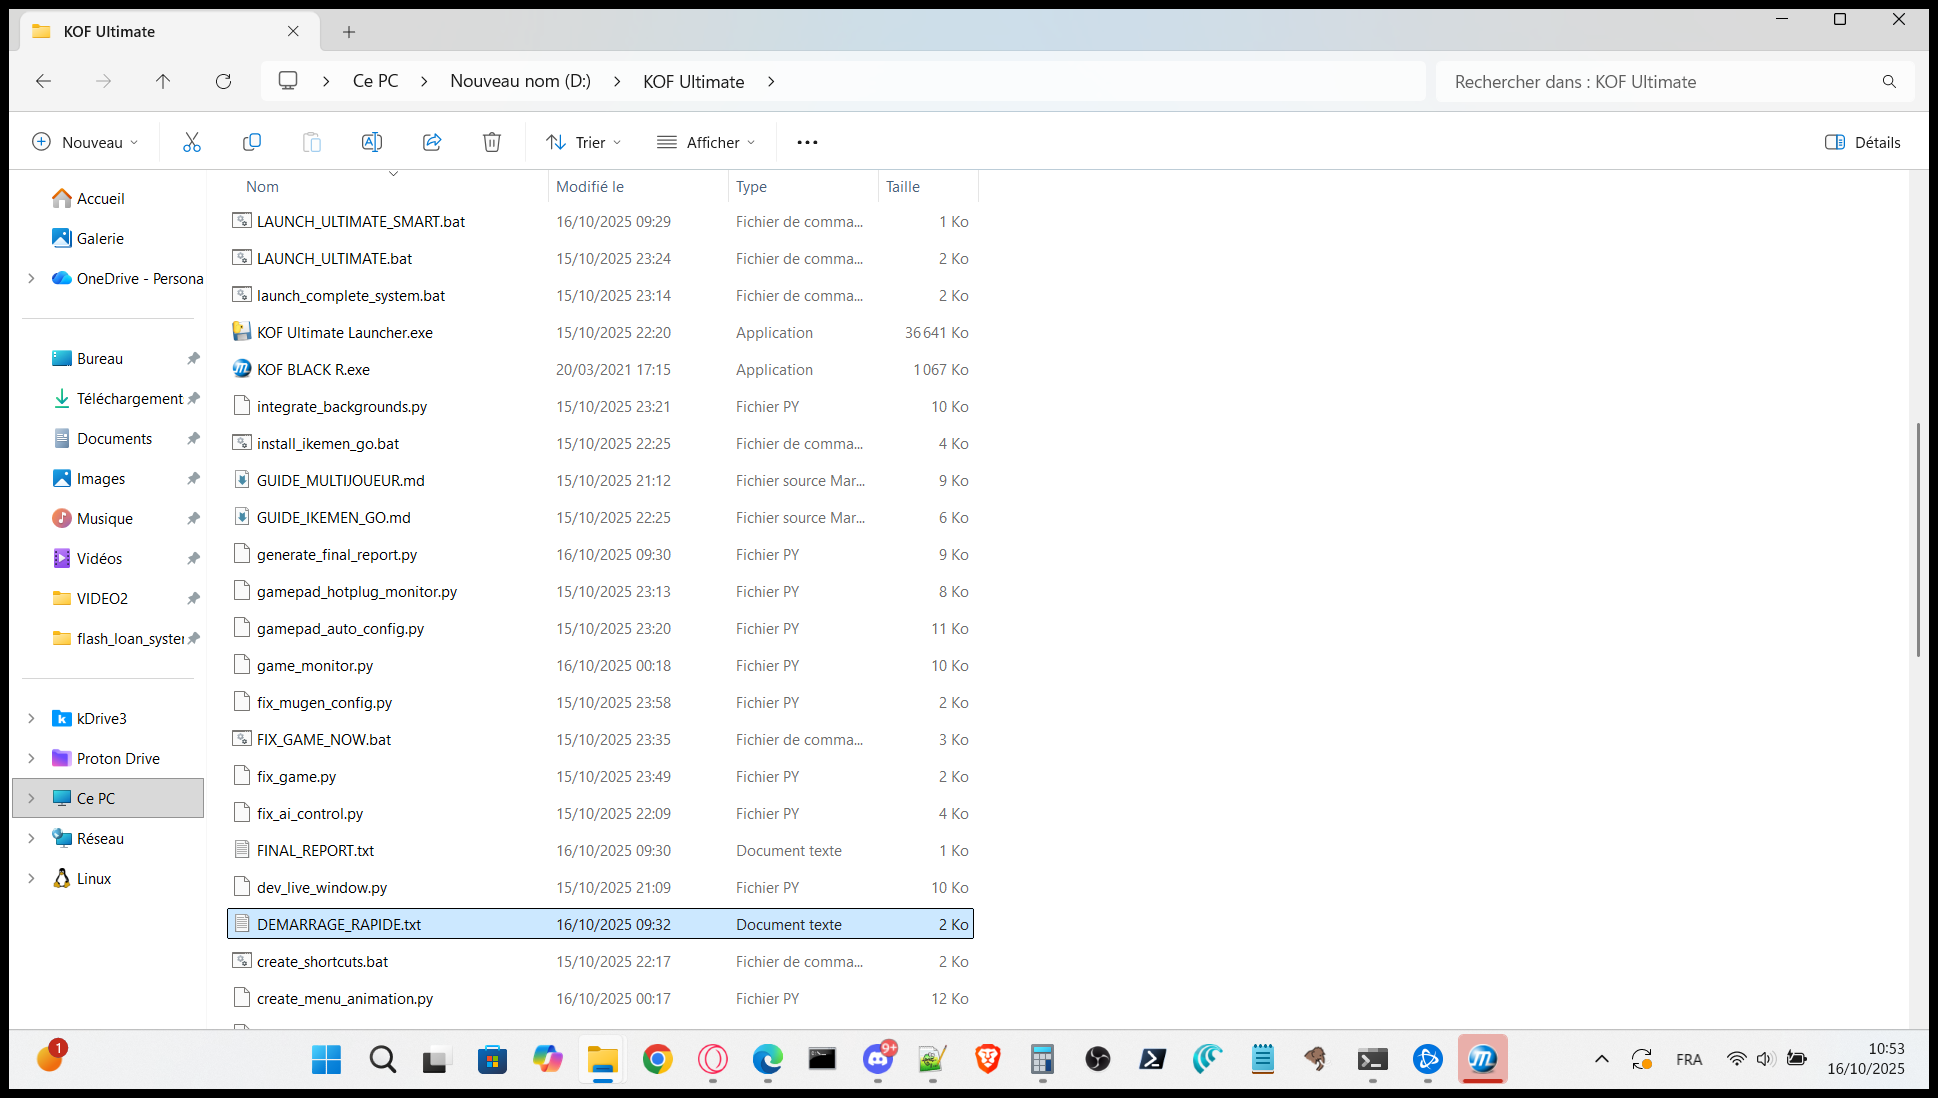 KOF Ultimate
Ce PC
Nouveau nom (D:)
KOF Ultimate
Rechercher dans : KOF Ultimate
Nouveau
Trier
Afficher
Détails
Nom Modifié le Type Taille
Accueil
Galerie
OneDrive - Persona
Bureau
Téléchargement
Documents
Images
Musique
Vidéos
VIDEO2
flash_loan_syster
kDrive3
Proton Drive
Ce PC
Réseau
Linux
LAUNCH_ULTIMATE_SMART.bat 16/10/2025 09:29 Fichier de comma... 1 Ko
LAUNCH_ULTIMATE.bat 15/10/2025 23:24 Fichier de comma... 2 Ko
launch_complete_system.bat 15/10/2025 23:14 Fichier de comma... 2 Ko
KOF Ultimate Launcher.exe 15/10/2025 22:20 Application 36 641 Ko
KOF BLACK R.exe 20/03/2021 17:15 Application 1 067 Ko
integrate_backgrounds.py 15/10/2025 23:21 Fichier PY 10 Ko
install_ikemen_go.bat 15/10/2025 22:25 Fichier de comma... 4 Ko
GUIDE_MULTIJOUEUR.md 15/10/2025 21:12 Fichier source Mar... 9 Ko
GUIDE_IKEMEN_GO.md 15/10/2025 22:25 Fichier source Mar... 6 Ko
generate_final_report.py 16/10/2025 09:30 Fichier PY 9 Ko
gamepad_hotplug_monitor.py 15/10/2025 23:13 Fichier PY 8 Ko
gamepad_auto_config.py 15/10/2025 23:20 Fichier PY 11 Ko
game_monitor.py 16/10/2025 00:18 Fichier PY 10 Ko
fix_mugen_config.py 15/10/2025 23:58 Fichier PY 2 Ko
FIX_GAME_NOW.bat 15/10/2025 23:35 Fichier de comma... 3 Ko
fix_game.py 15/10/2025 23:49 Fichier PY 2 Ko
fix_ai_control.py 15/10/2025 22:09 Fichier PY 4 Ko
FINAL_REPORT.txt 16/10/2025 09:30 Document texte 1 Ko
dev_live_window.py 15/10/2025 21:09 Fichier PY 10 Ko
DEMARRAGE_RAPIDE.txt 16/10/2025 09:32 Document texte 2 Ko
create_shortcuts.bat 15/10/2025 22:17 Fichier de comma... 2 Ko
create_menu_animation.py 16/10/2025 00:17 Fichier PY 12 Ko
1
9+
FRA
10:53
16/10/2025